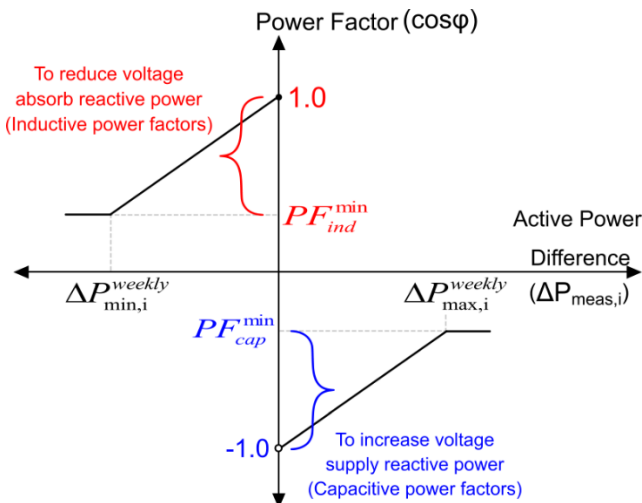 Power Factor (cosφ)
To reduce voltage
absorb reactive power
(Inductive power factors)
1.0
PF_ind^min
Active Power
Difference
(ΔP_meas,i)
ΔP_min,i^weekly
ΔP_max,i^weekly
PF_cap^min
-1.0
To increase voltage
supply reactive power
(Capacitive power factors)